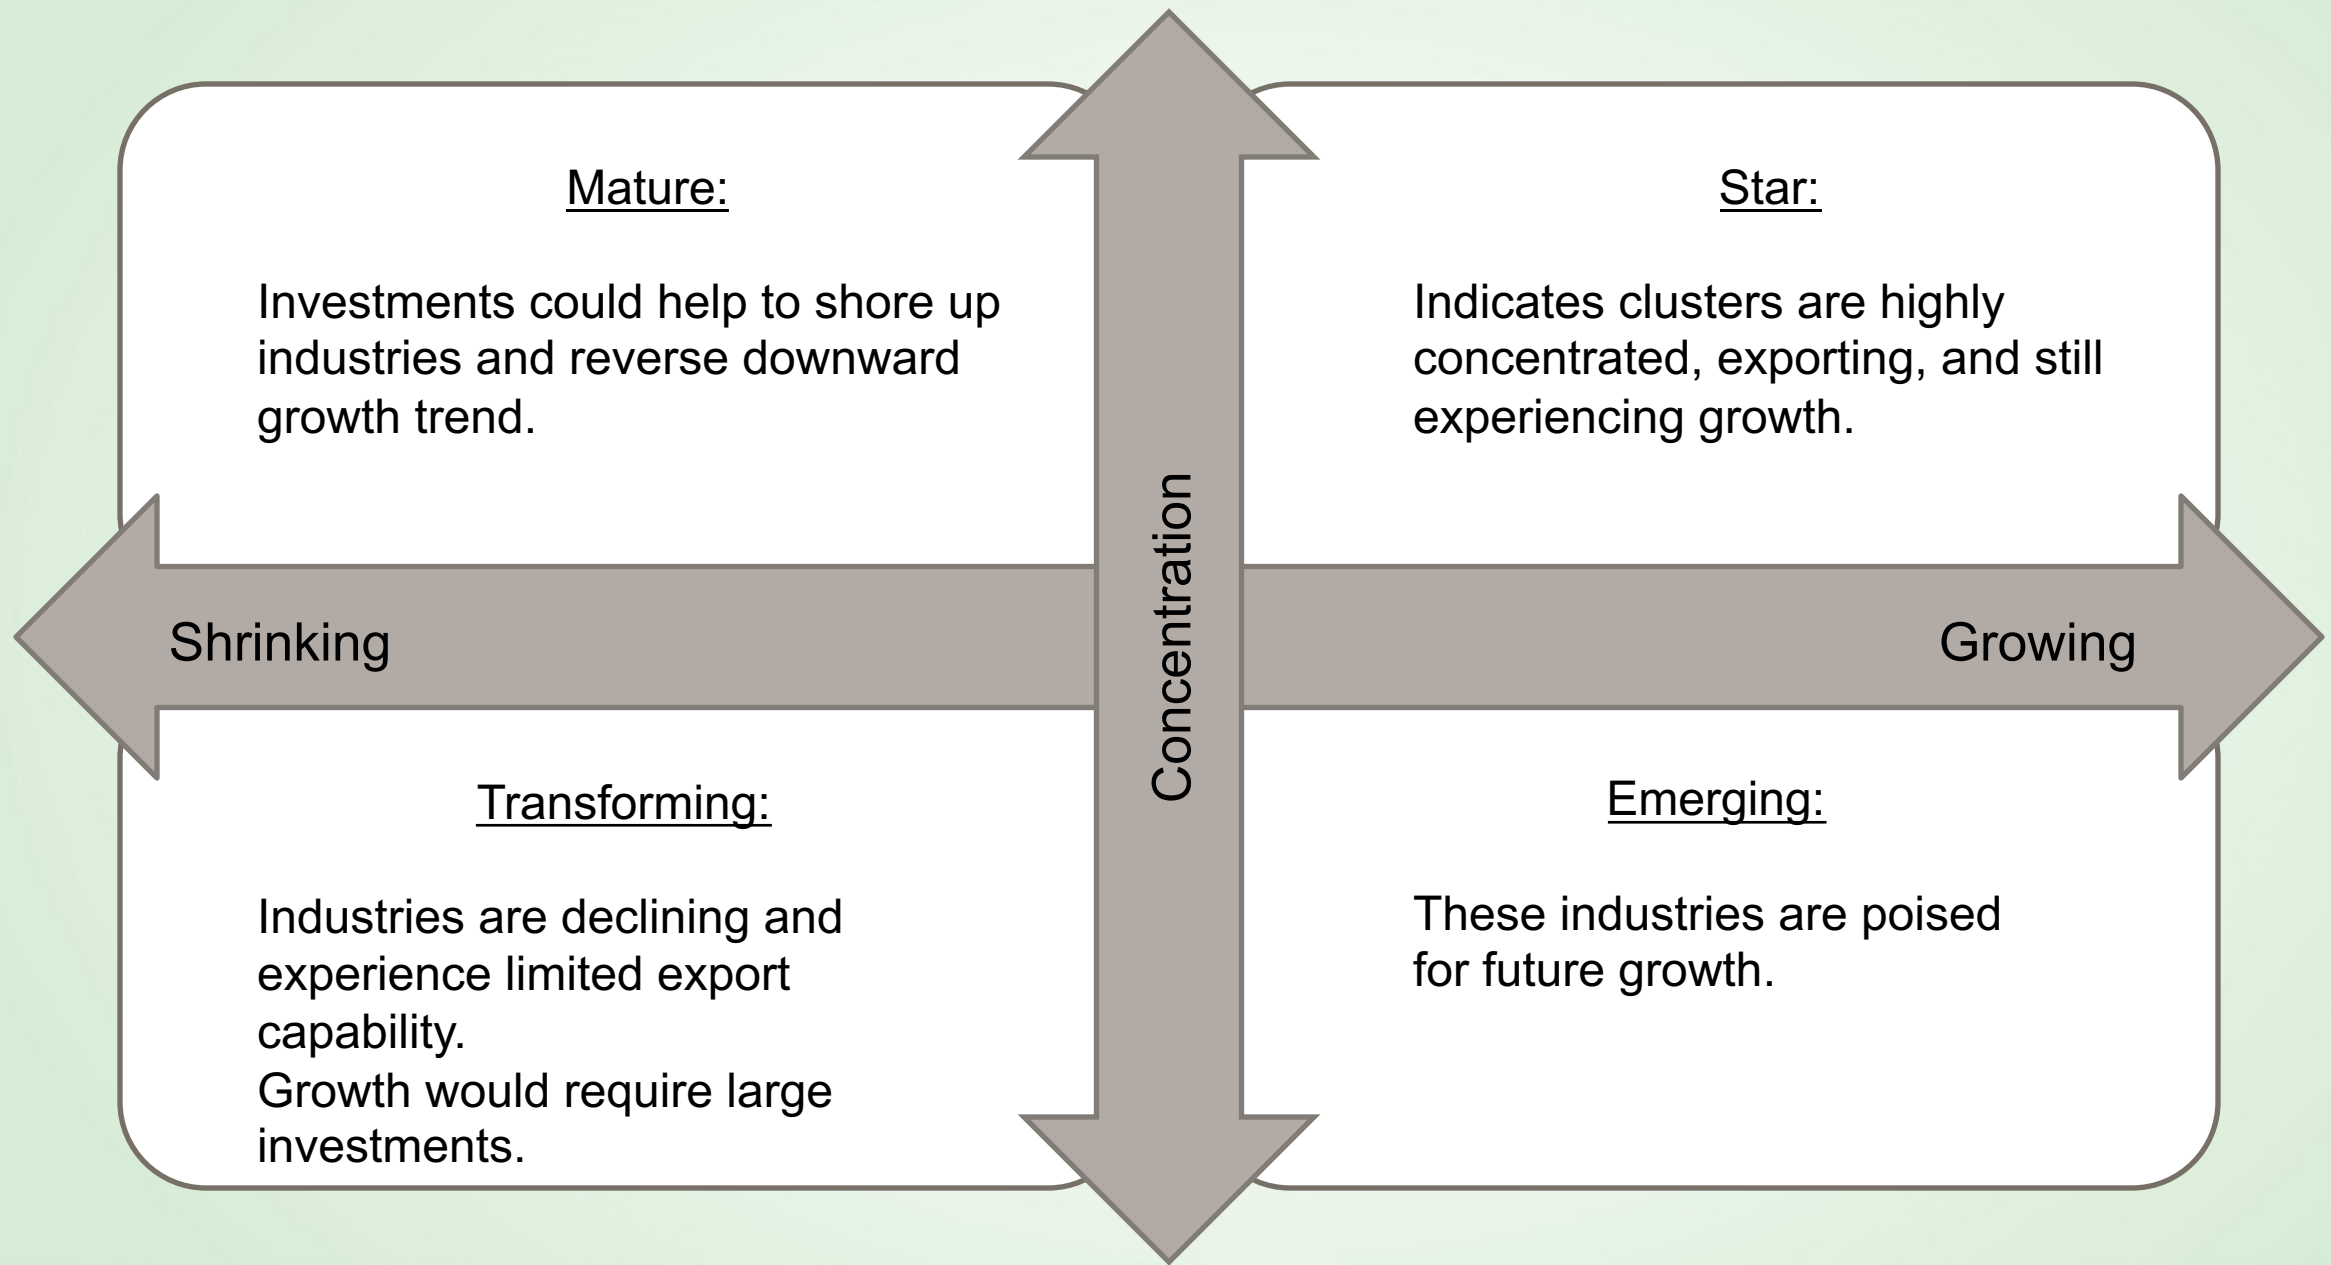 Mature:
Investments could help to shore up
industries and reverse downward
growth trend.
Star:
Indicates clusters are highly
concentrated, exporting, and still
experiencing growth.
Shrinking
Concentration
Growing
Transforming:
Industries are declining and
experience limited export
capability.
Growth would require large
investments.
Emerging:
These industries are poised
for future growth.